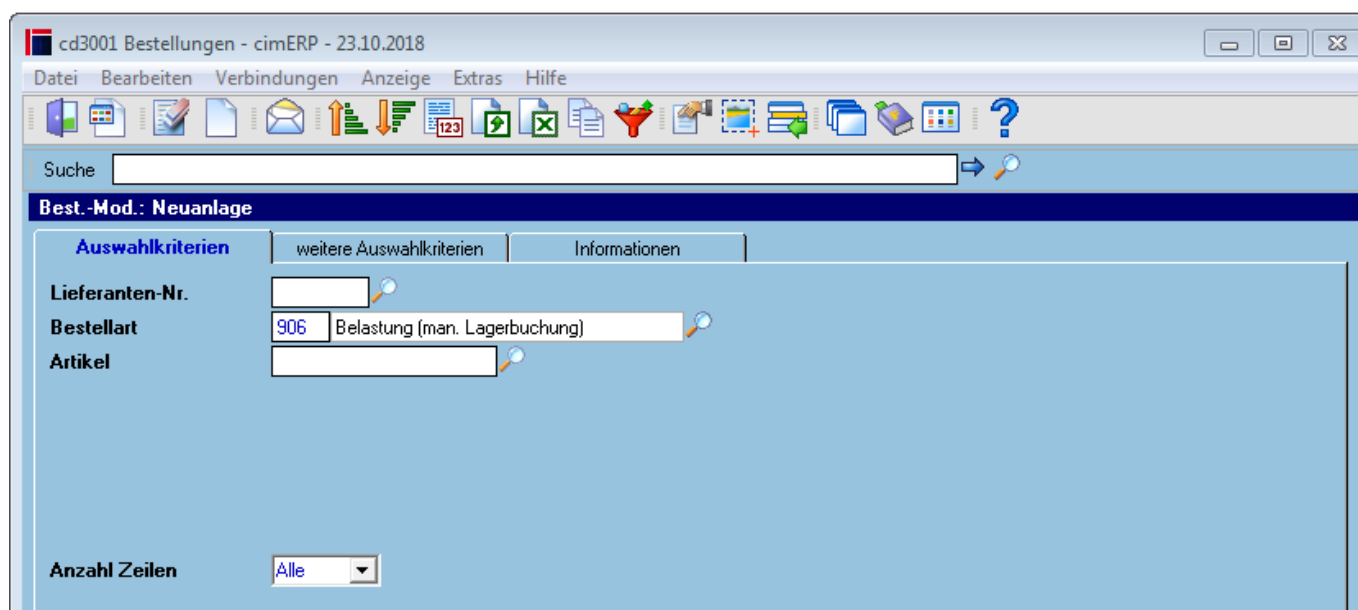 cd3001 Bestellungen - cimERP - 23.10.2018
Datei Bearbeiten Verbindungen Anzeige Extras Hilfe
123
Suche
Best.-Mod.: Neuanlage
Auswahlkriterien weitere Auswahlkriterien Informationen
Lieferanten-Nr.
Bestellart 906 Belastung (man. Lagerbuchung)
Artikel
Anzahl Zeilen Alle